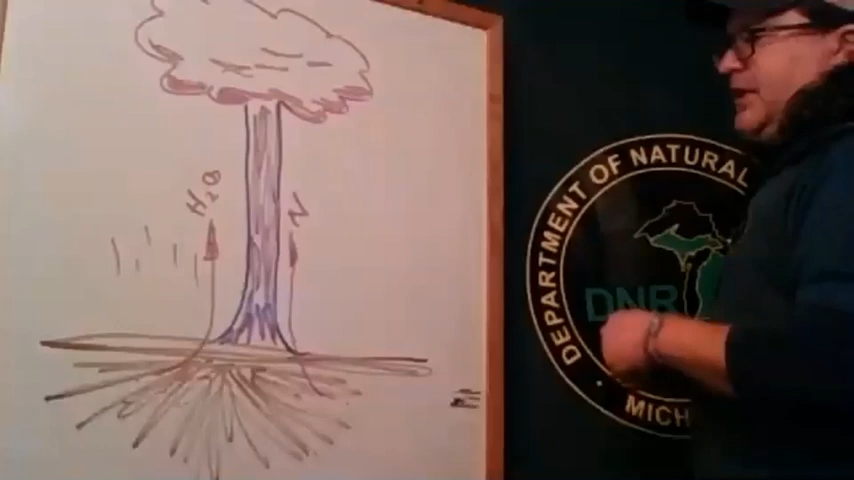 H₂O
N
DEPARTMENT OF NATURAL
DNR
MICH